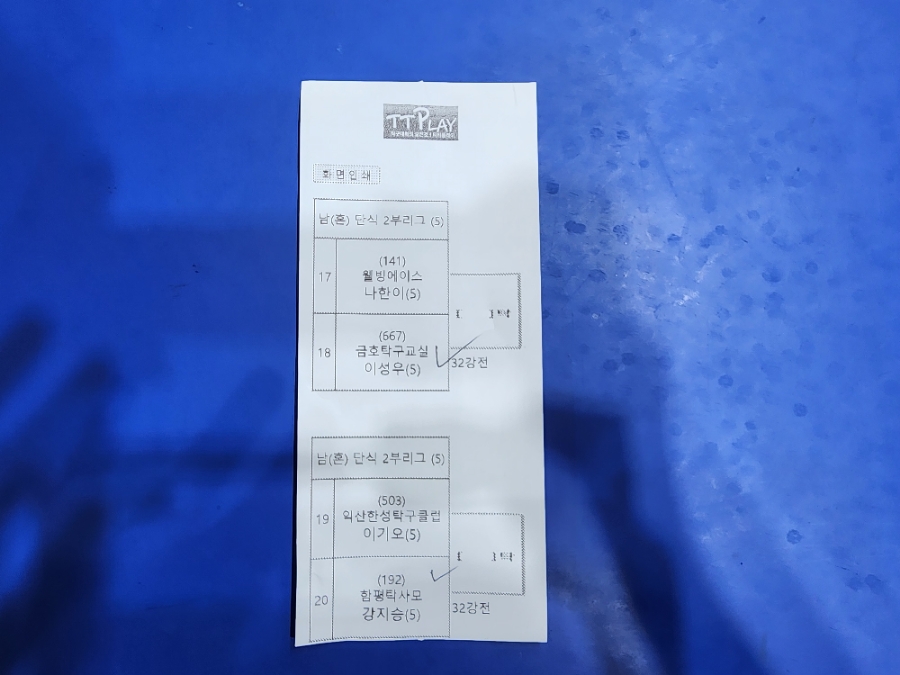 TTPLAY
화면인쇄
남(혼) 단식 2부리그 (5)
17
(141)
웰빙에이스
나한이(5)
18
(667)
금호탁구교실
이성우(5)
32강전
남(혼) 단식 2부리그 (5)
19
(503)
익산한성탁구클럽
이기오(5)
20
(192)
함평탁사모
강지승(5)
32강전